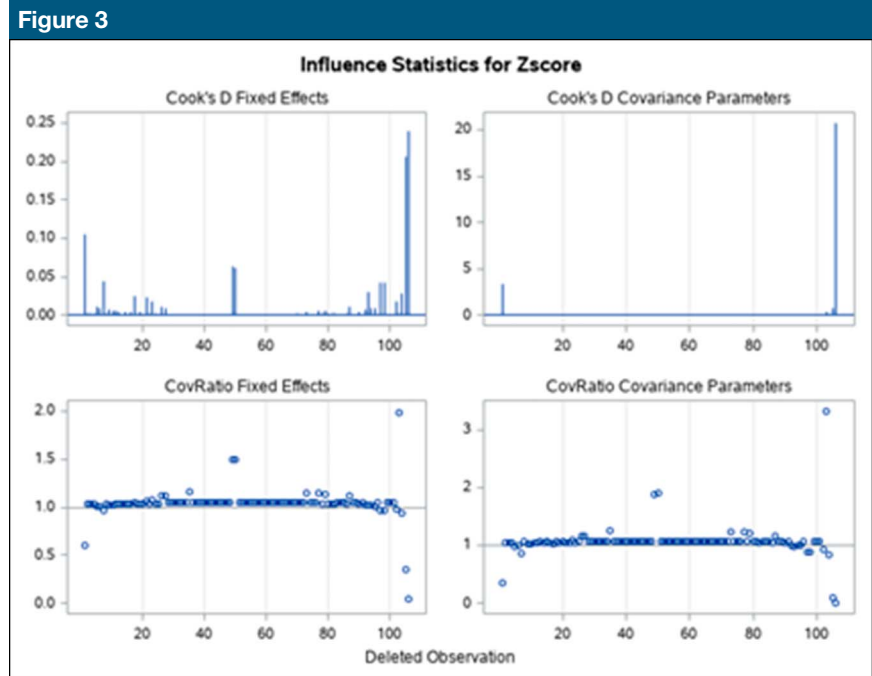 Figure 3
Influence Statistics for Zscore
Cook's D Fixed Effects
0.25
0.20
0.15
0.10
0.05
0.00
20 40 60 80 100
Cook's D Covariance Parameters
20
15
10
5
0
20 40 60 80 100
CovRatio Fixed Effects
2.0
1.5
1.0
0.5
0.0
20 40 60 80 100
CovRatio Covariance Parameters
3
2
1
0
20 40 60 80 100
Deleted Observation